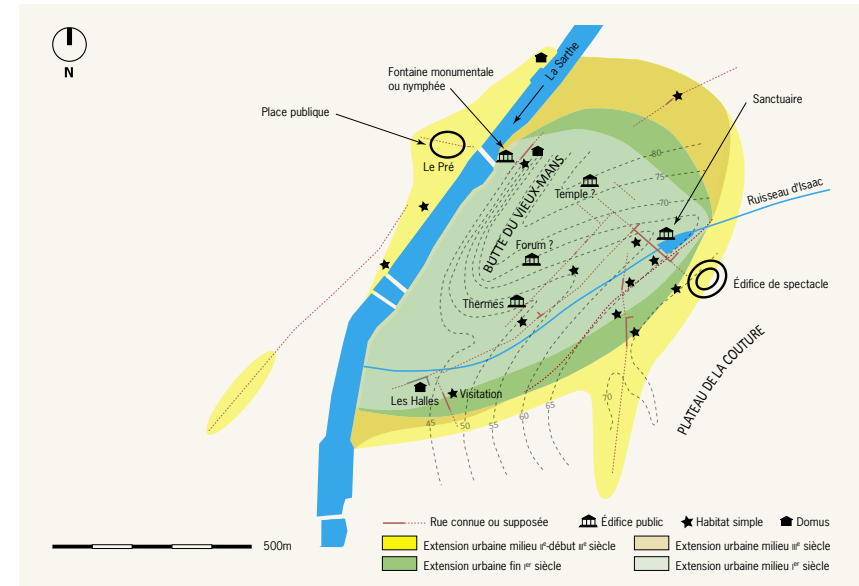 N
Fontaine monumentale
ou nymphée
La Sarthe
Place publique
Sanctuaire
Le Pré
BUTTE DU VIEUX-MANS
Temple ?
80
75
70
Ruisseau d'Isaac
Forum ?
Édifice de spectacle
Thermes
PLATEAU DE LA COUTURE
Les Halles
Visitation
45
50
55
60
65
70
500m
Rue connue ou supposée
Édifice public
Habitat simple
Domus
Extension urbaine milieu IIe-début IIIe siècle
Extension urbaine milieu IIIe siècle
Extension urbaine fin Ier siècle
Extension urbaine milieu Ier siècle